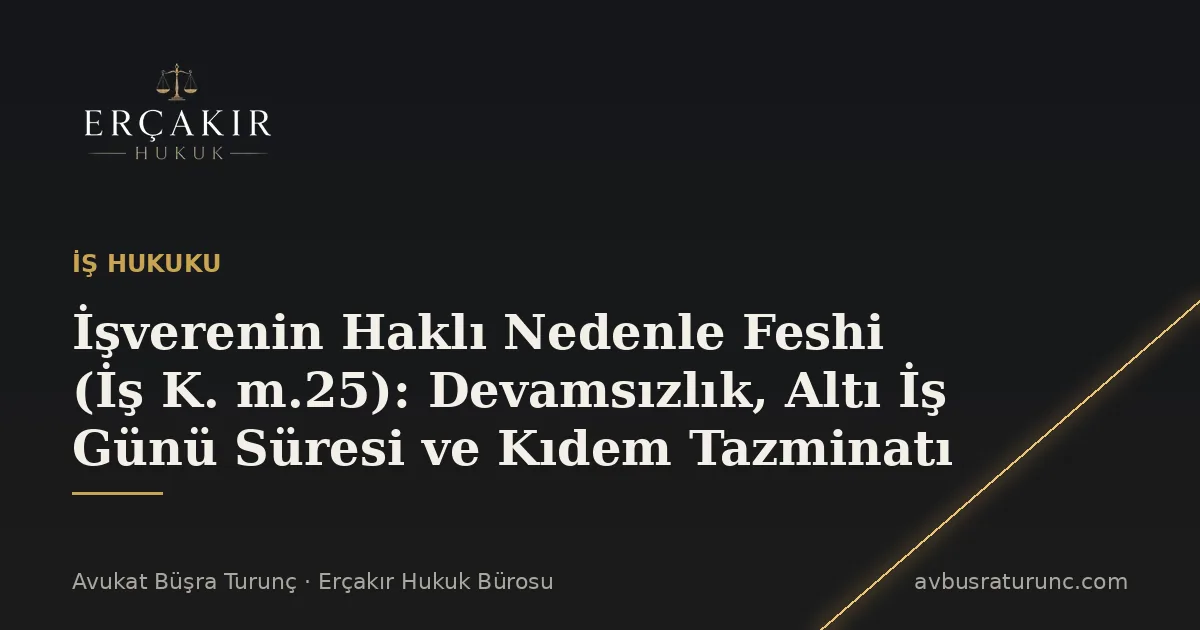 ERÇAKIR
HUKUK
İŞ HUKUKU
İşverenin Haklı Nedenle Feshi
(İş K. m.25): Devamsızlık, Altı İş
Günü Süresi ve Kıdem Tazminatı
Avukat Büşra Turunç · Erçakır Hukuk Bürosu
avbusraturunc.com